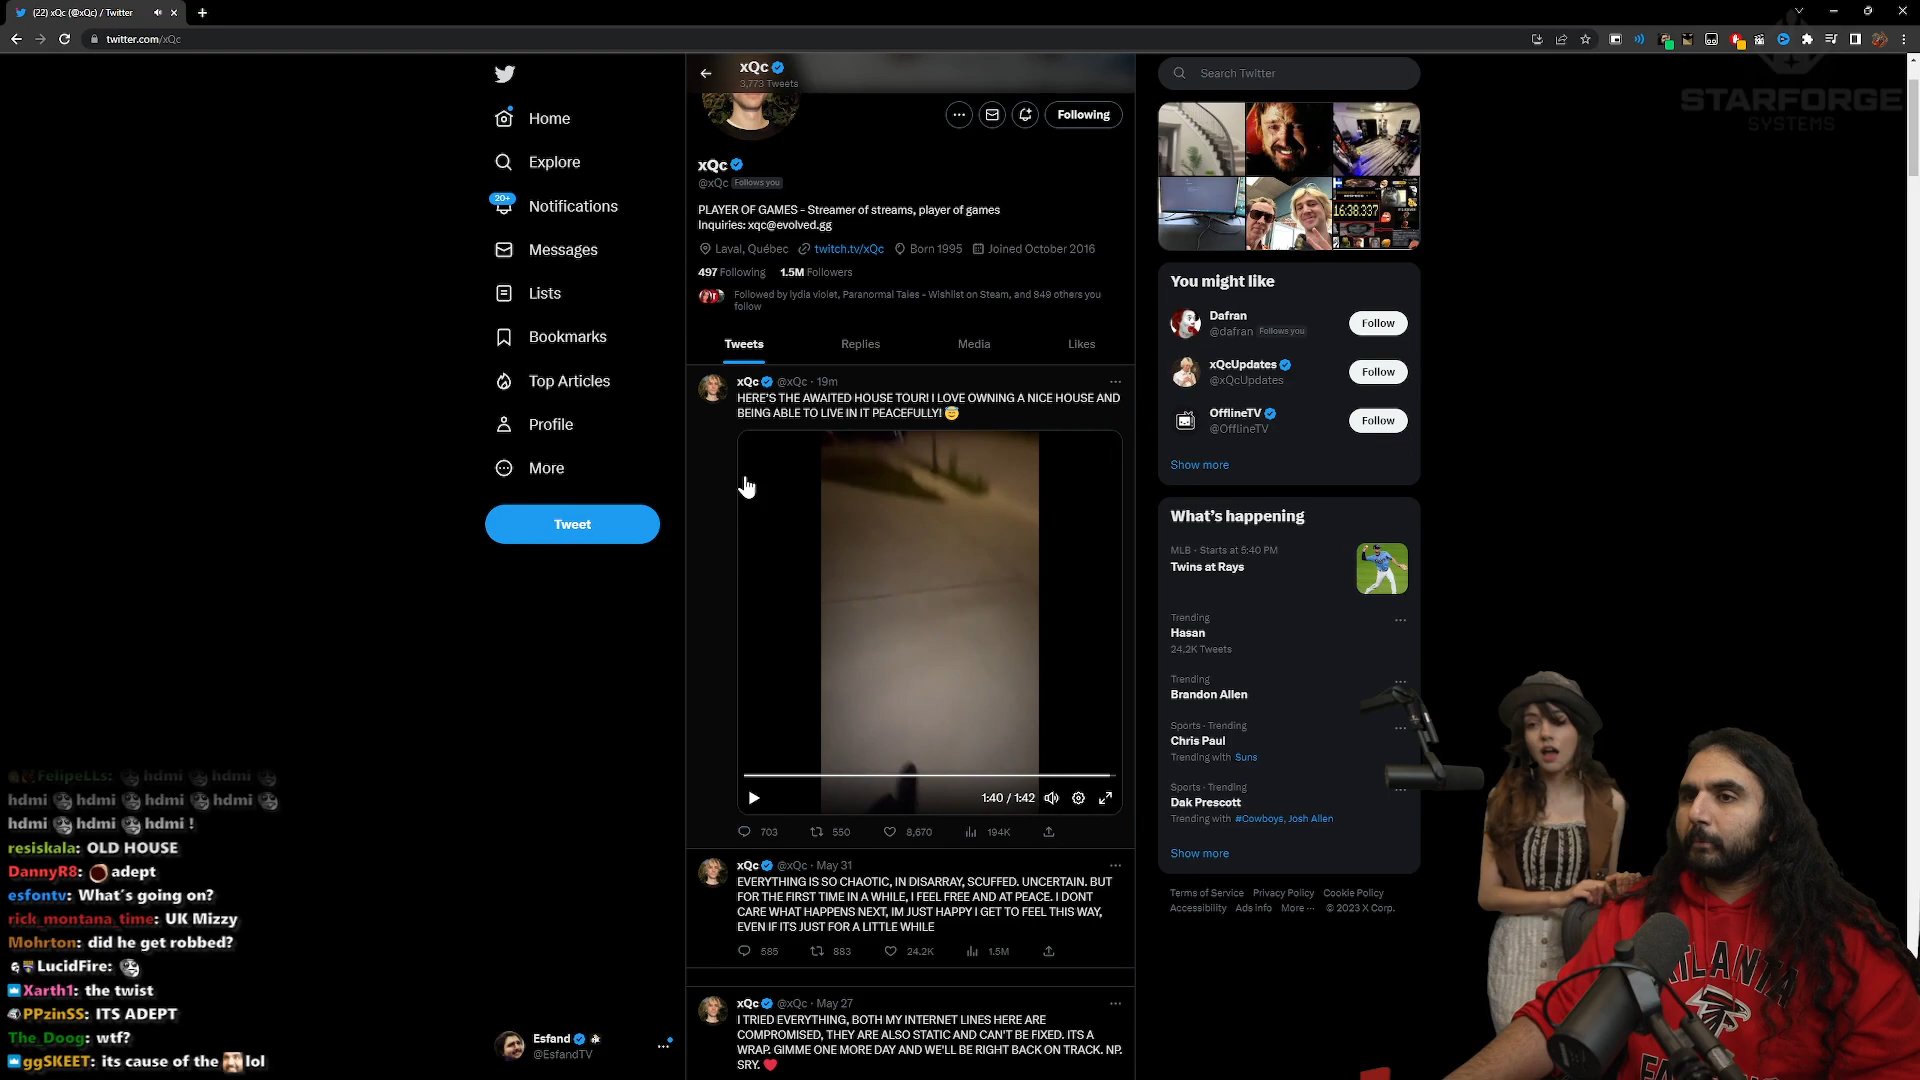 (22) xQc (@xQc) / Twitter
twitter.com/xQc
STARFORGE
SYSTEMS
Home
Explore
20+
Notifications
Messages
Lists
Bookmarks
Top Articles
Profile
More
Tweet
Esfand
@EsfandTV
xQc
3,773 Tweets
Following
xQc
@xQc Follows you
PLAYER OF GAMES - Streamer of streams, player of games
Inquiries: xqc@evolved.gg
Laval, Québec twitch.tv/xQc Born 1995 Joined October 2016
497 Following 1.5M Followers
Followed by lydia violet, Paranormal Tales - Wishlist on Steam, and 849 others you
follow
Tweets Replies Media Likes
xQc @xQc · 19m
HERE'S THE AWAITED HOUSE TOUR! I LOVE OWNING A NICE HOUSE AND
BEING ABLE TO LIVE IN IT PEACEFULLY! 😇
1:40 / 1:42
703 550 8,670 194K
xQc @xQc · May 31
EVERYTHING IS SO CHAOTIC, IN DISARRAY, SCUFFED. UNCERTAIN. BUT
FOR THE FIRST TIME IN A WHILE, I FEEL FREE AND AT PEACE. I DONT
CARE WHAT HAPPENS NEXT, IM JUST HAPPY I GET TO FEEL THIS WAY,
EVEN IF ITS JUST FOR A LITTLE WHILE
585 883 24.2K 1.5M
xQc @xQc · May 27
I TRIED EVERYTHING, BOTH MY INTERNET LINES HERE ARE
COMPROMISED, THEY ARE ALSO STATIC AND CAN'T BE FIXED. ITS A
WRAP. GIMME ONE MORE DAY AND WE'LL BE RIGHT BACK ON TRACK. NP.
SRY. ❤️
Search Twitter
16:38.337
You might like
Dafran
@dafran Follows you
Follow
xQcUpdates
@xQcUpdates
Follow
OfflineTV
@OfflineTV
Follow
Show more
What's happening
MLB · Starts at 5:40 PM
Twins at Rays
Trending
Hasan
24.2K Tweets
Trending
Brandon Allen
Sports · Trending
Chris Paul
Trending with Suns
Sports · Trending
Dak Prescott
Trending with #Cowboys, Josh Allen
Show more
Terms of Service Privacy Policy Cookie Policy
Accessibility Ads info More ··· © 2023 X Corp.
FelipeLLs: hdmi hdmi
hdmi hdmi hdmi hdmi
hdmi hdmi hdmi !
resiskala: OLD HOUSE
DannyR8: adept
esfontv: What's going on?
rick_montana_time: UK Mizzy
Mohrton: did he get robbed?
LucidFire:
Xarth1: the twist
PPzinSS: ITS ADEPT
The_Doog: wtf?
ggSKEET: its cause of the lol
ATLANTA